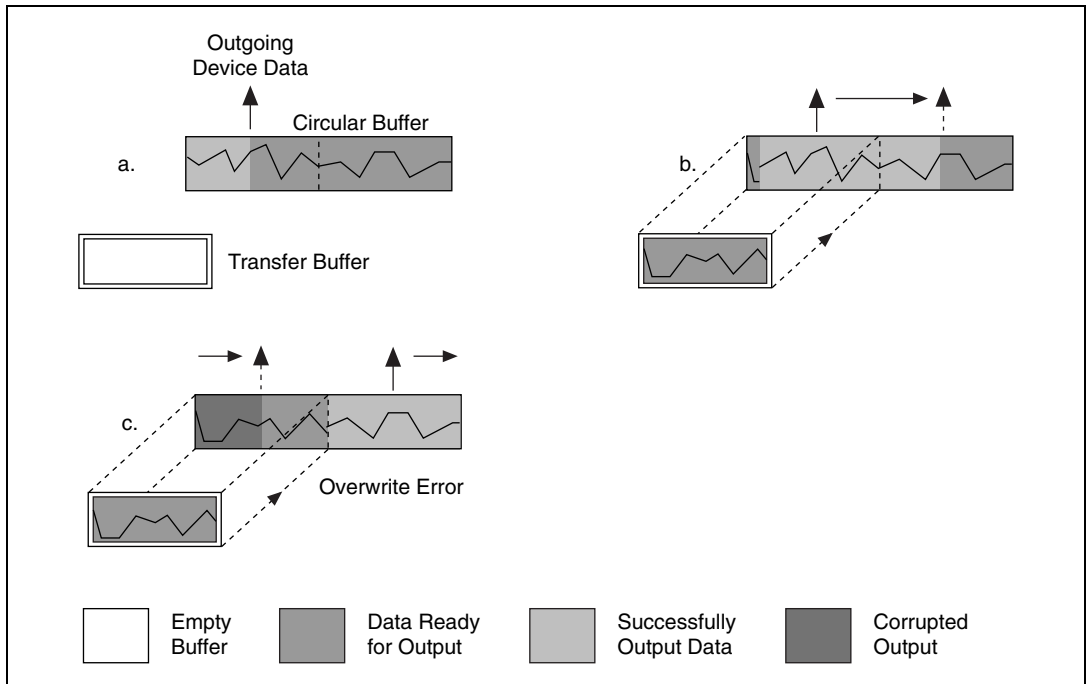 Outgoing
Device Data
Circular Buffer
a.
b.
Transfer Buffer
c.
Overwrite Error
Empty
Buffer
Data Ready
for Output
Successfully
Output Data
Corrupted
Output